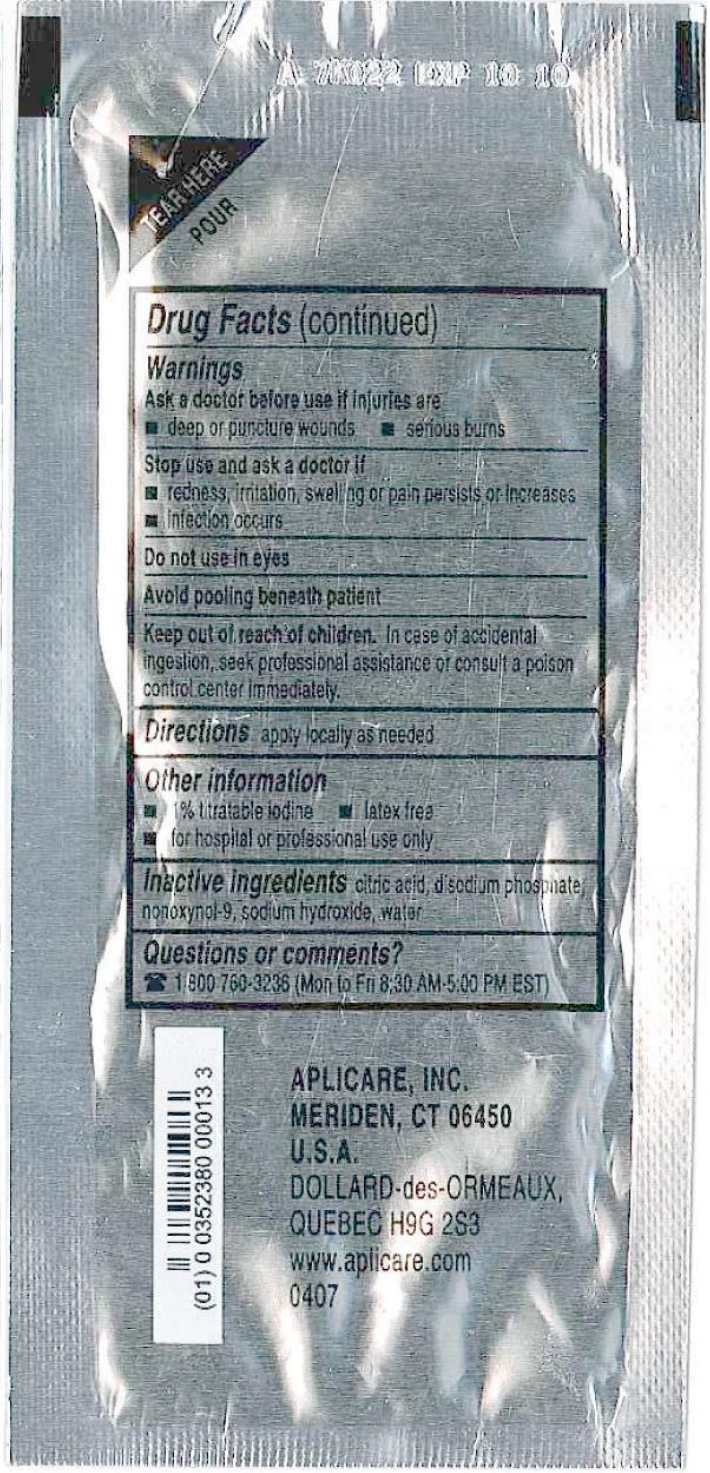 A 7K022 EXP 10 10
TEAR HERE
POUR
Drug Facts (continued)
Warnings
Ask a doctor before use if injuries are
■ deep or puncture wounds ■ serious burns
Stop use and ask a doctor if
■ redness, irritation, swelling or pain persists or increases
■ infection occurs
Do not use in eyes
Avoid pooling beneath patient
Keep out of reach of children. In case of accidental
ingestion, seek professional assistance or consult a poison
control center immediately.
Directions apply locally as needed
Other information
■ 1% titratable iodine ■ latex free
■ for hospital or professional use only
Inactive ingredients citric acid, disodium phosphate,
nonoxynol-9, sodium hydroxide, water
Questions or comments?
☎ 1 800 760-3236 (Mon to Fri 8:30 AM-5:00 PM EST)
(01) 0 0352380 00013 3
APLICARE, INC.
MERIDEN, CT 06450
U.S.A.
DOLLARD-des-ORMEAUX,
QUEBEC H9G 2S3
www.aplicare.com
0407